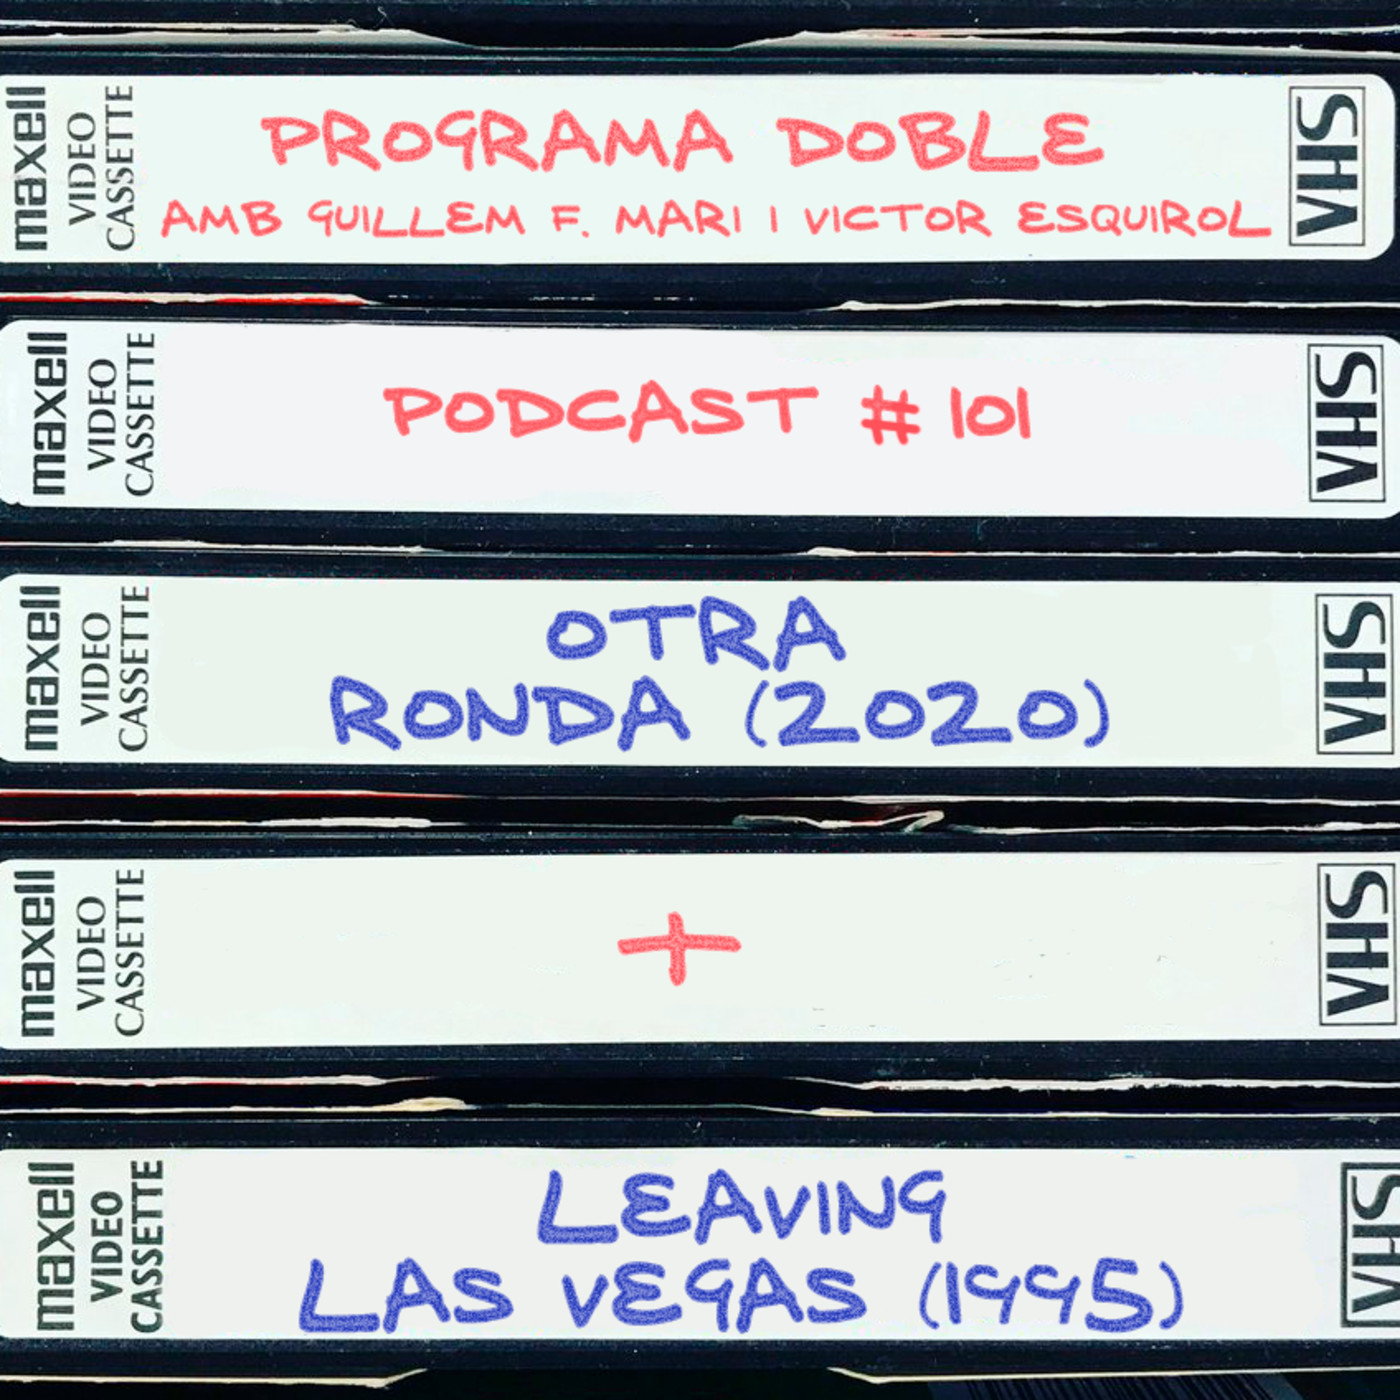 maxell
VIDEO
CASSETTE
PROGRAMA DOBLE
AMB GUILLEM F. MARI I VICTOR ESQUIROL
VHS
maxell
VIDEO
CASSETTE
PODCAST # 101
VHS
maxell
VIDEO
CASSETTE
OTRA
RONDA (2020)
VHS
maxell
VIDEO
CASSETTE
+
VHS
maxell
VIDEO
CASSETTE
LEAVING
LAS VEGAS (1995)
VHS